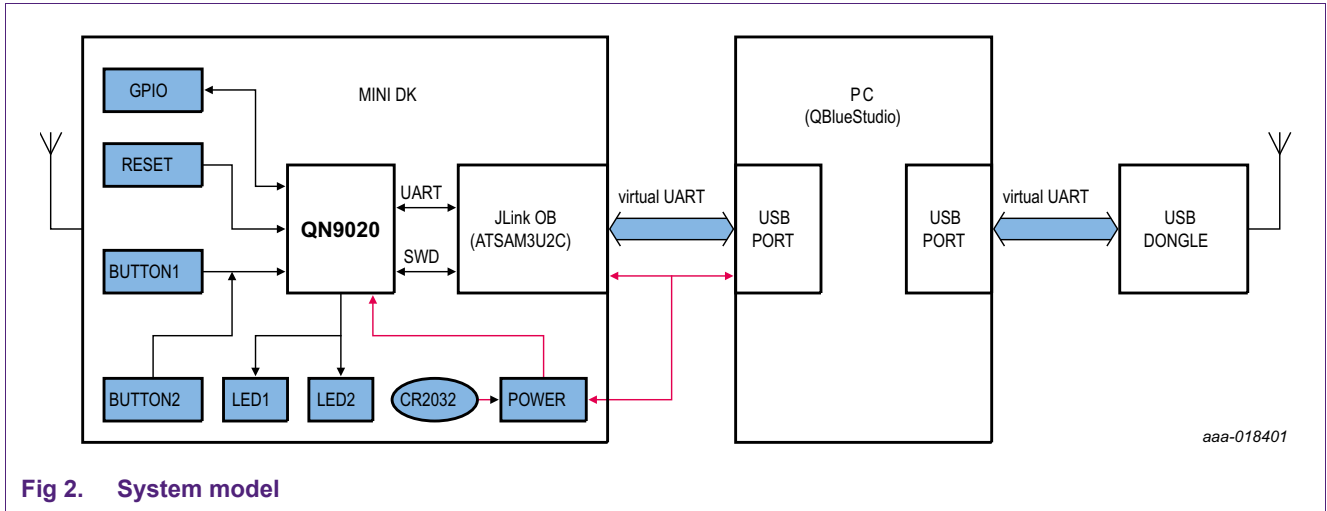 GPIO
MINI DK
RESET
BUTTON1
BUTTON2
QN9020
UART
SWD
JLink OB
(ATSAM3U2C)
LED1
LED2
CR2032
POWER
virtual UART
PC
(QBlueStudio)
USB
PORT
USB
PORT
virtual UART
USB
DONGLE
aaa-018401
Fig 2. System model